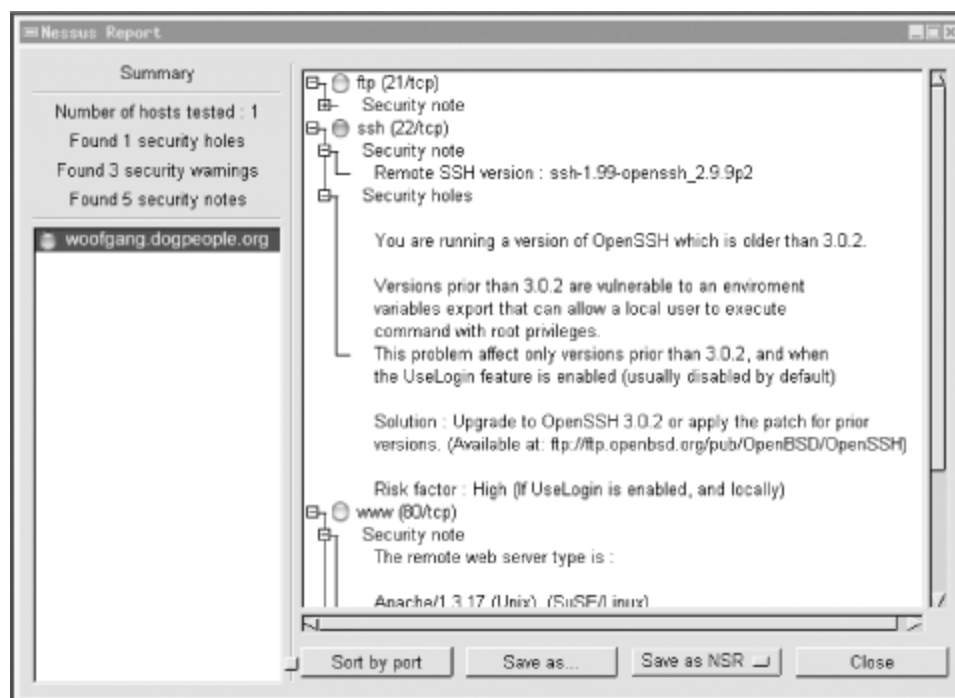 Nessus Report
Summary
Number of hosts tested : 1
Found 1 security holes
Found 3 security warnings
Found 5 security notes
woofgang.dogpeople.org
ftp (21/tcp)
Security note
ssh (22/tcp)
Security note
Remote SSH version : ssh-1.99-openssh_2.9.9p2
Security holes
You are running a version of OpenSSH which is older than 3.0.2.
Versions prior than 3.0.2 are vulnerable to an enviroment
variables export that can allow a local user to execute
command with root privileges.
This problem affect only versions prior than 3.0.2, and when
the UseLogin feature is enabled (usually disabled by default)
Solution : Upgrade to OpenSSH 3.0.2 or apply the patch for prior
versions. (Available at: ftp://ftp.openbsd.org/pub/OpenBSD/OpenSSH)
Risk factor : High (If UseLogin is enabled, and locally)
www (80/tcp)
Security note
The remote web server type is :
Apache/1.3.17 (Unix) (SuSE/Linux)
Sort by port
Save as...
Save as NSR
Close